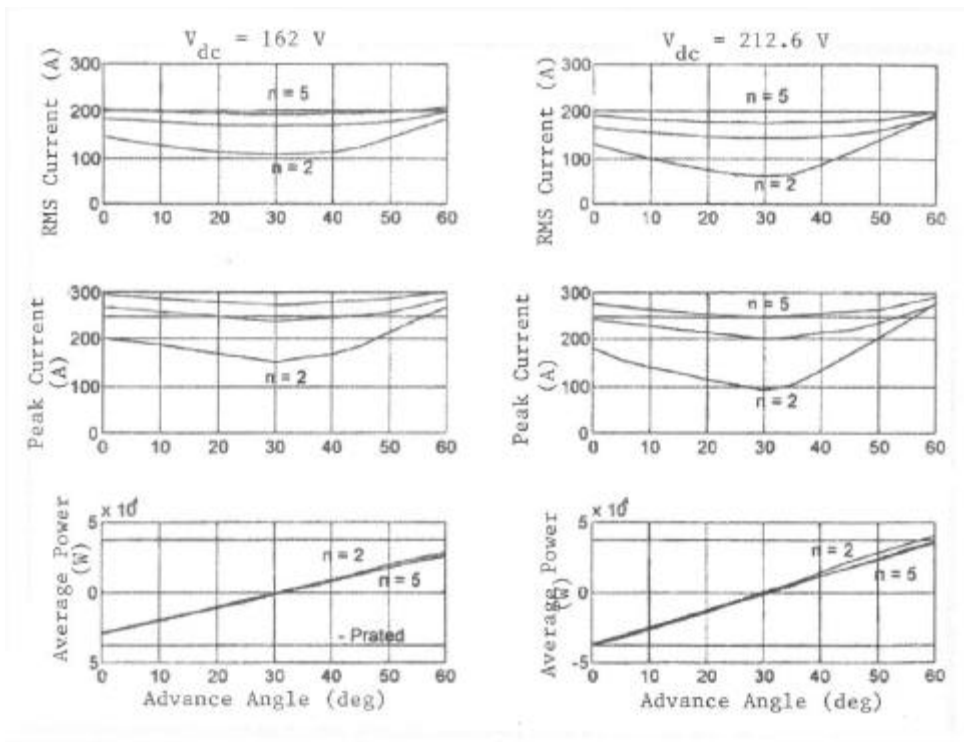 V_dc = 162 V
RMS Current (A)
300
200
100
0
n = 5
n = 2
0 10 20 30 40 50 60
Peak Current (A)
300
200
100
0
n = 2
0 10 20 30 40 50 60
Average Power (W)
x 10^4
5
0
5
n = 2
n = 5
- Prated
0 10 20 30 40 50 60
Advance Angle (deg)
V_dc = 212.6 V
RMS Current (A)
300
200
100
0
n = 5
n = 2
0 10 20 30 40 50 60
Peak Current (A)
300
200
100
0
n = 5
n = 2
0 10 20 30 40 50 60
Average Power (W)
x 10^4
5
0
-5
n = 2
n = 5
0 10 20 30 40 50 60
Advance Angle (deg)